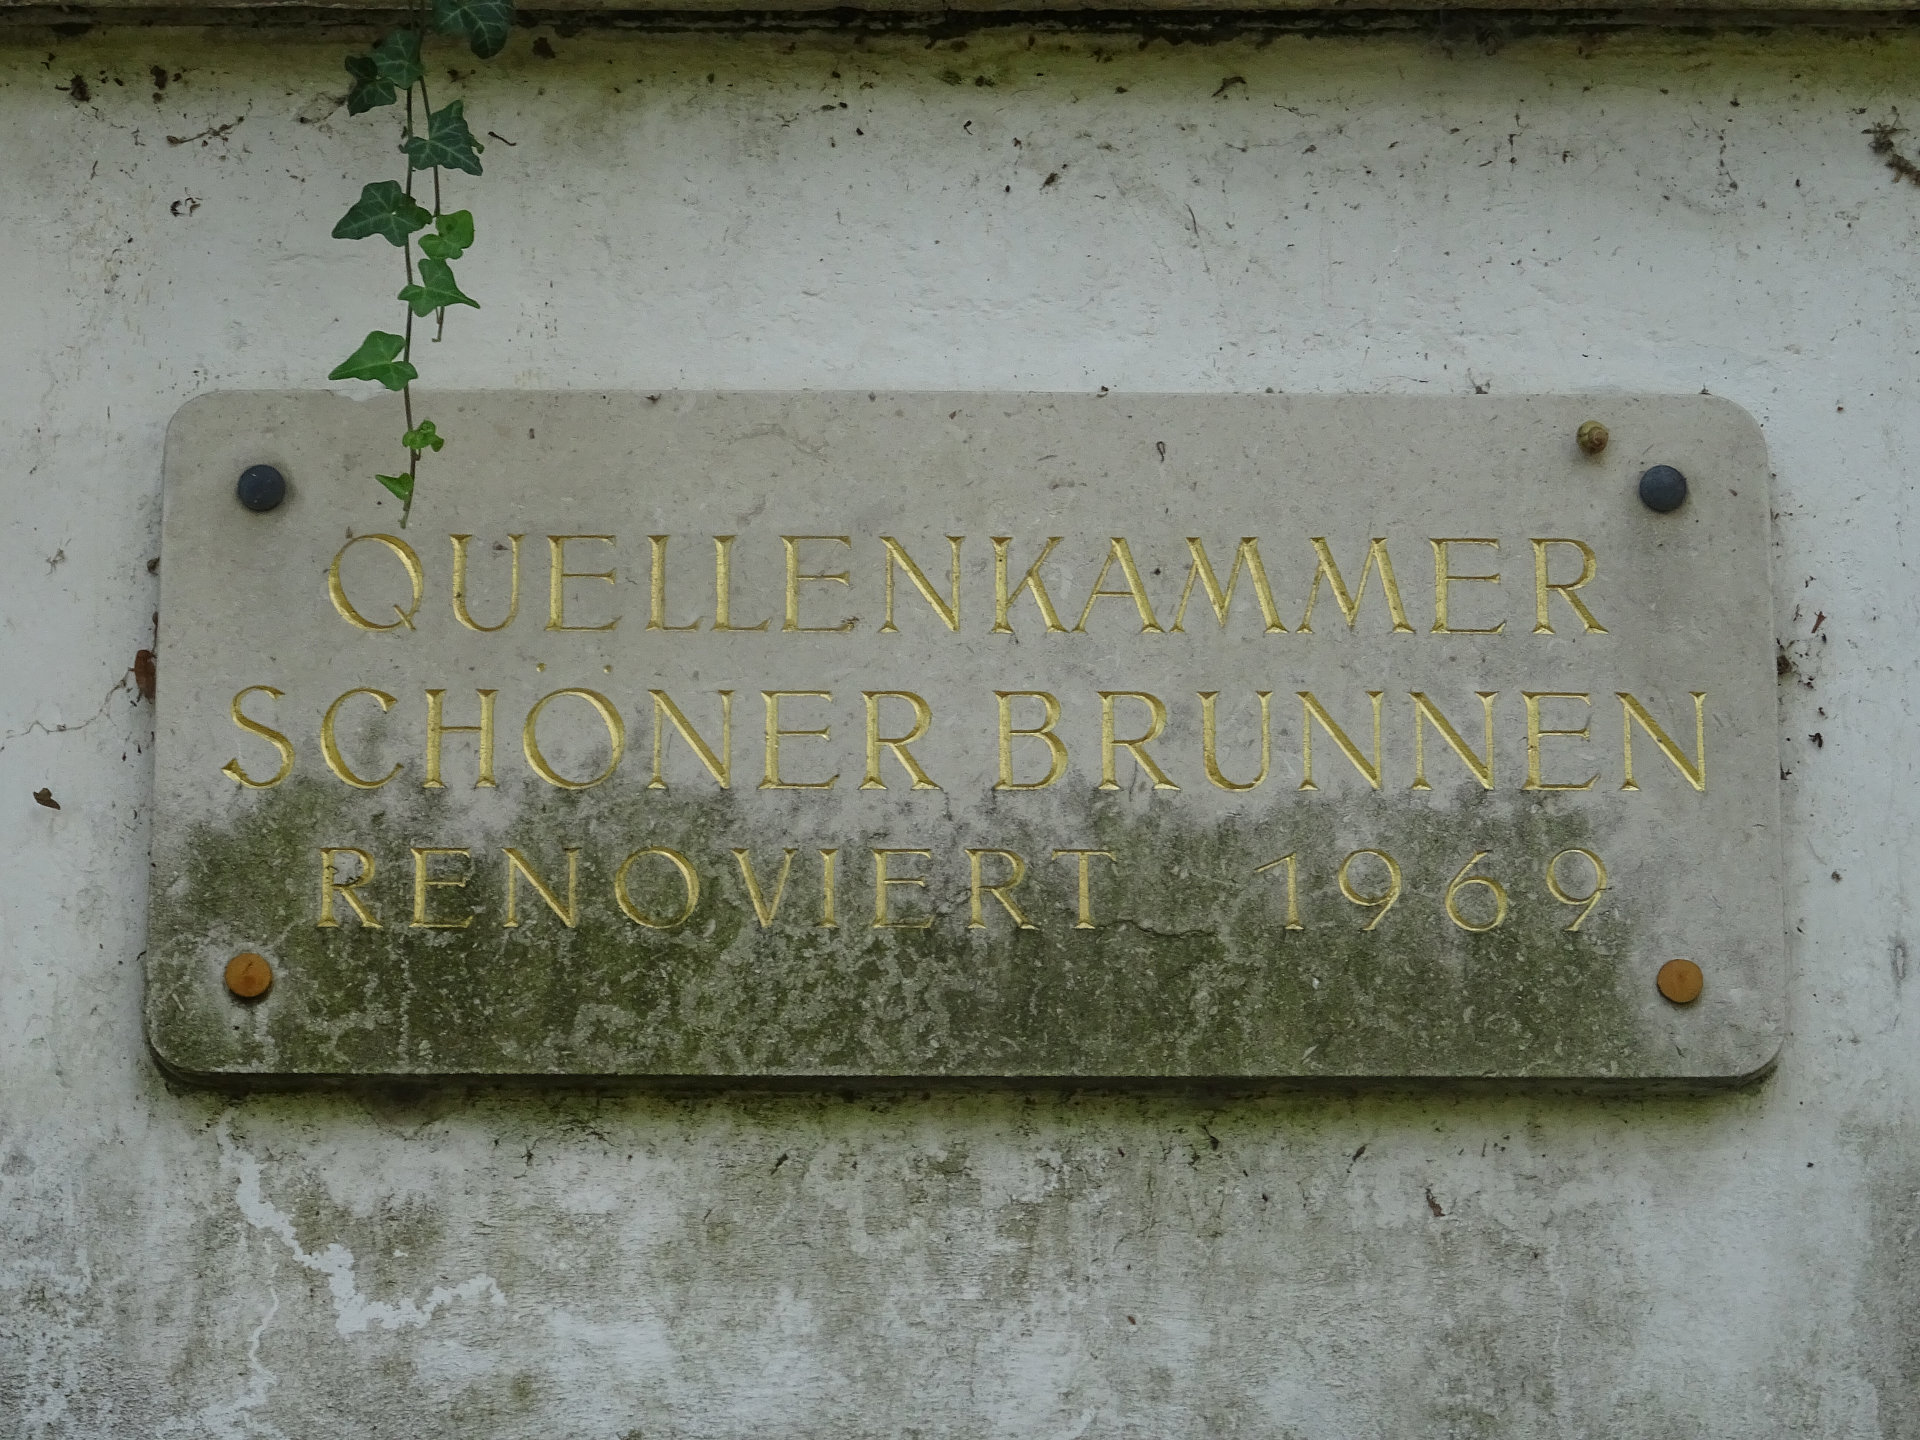 QUELLENKAMMER
SCHÖNER BRUNNEN
RENOVIERT 1969